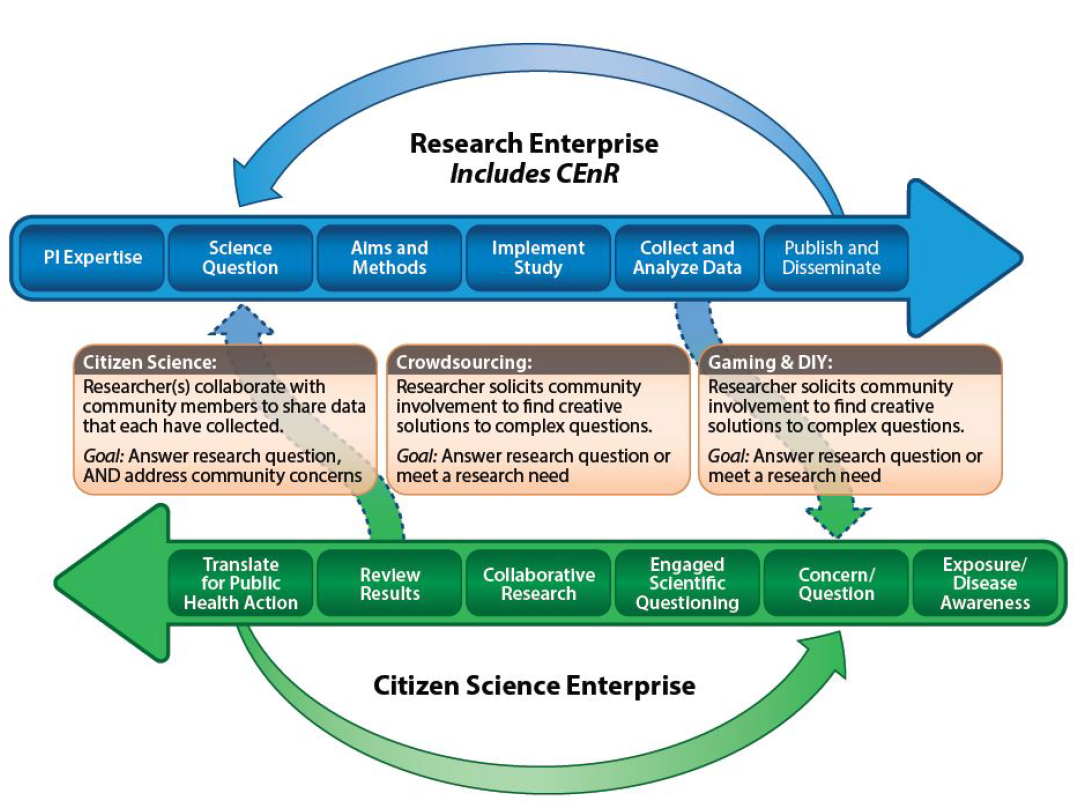 Research Enterprise
Includes CEnR
PI Expertise
Science
Question
Aims and
Methods
Implement
Study
Collect and
Analyze Data
Publish and
Disseminate
Citizen Science:
Researcher(s) collaborate with
community members to share data
that each have collected.
Goal: Answer research question,
AND address community concerns
Crowdsourcing:
Researcher solicits community
involvement to find creative
solutions to complex questions.
Goal: Answer research question or
meet a research need
Gaming & DIY:
Researcher solicits community
involvement to find creative
solutions to complex questions.
Goal: Answer research question or
meet a research need
Translate
for Public
Health Action
Review
Results
Collaborative
Research
Engaged
Scientific
Questioning
Concern/
Question
Exposure/
Disease
Awareness
Citizen Science Enterprise